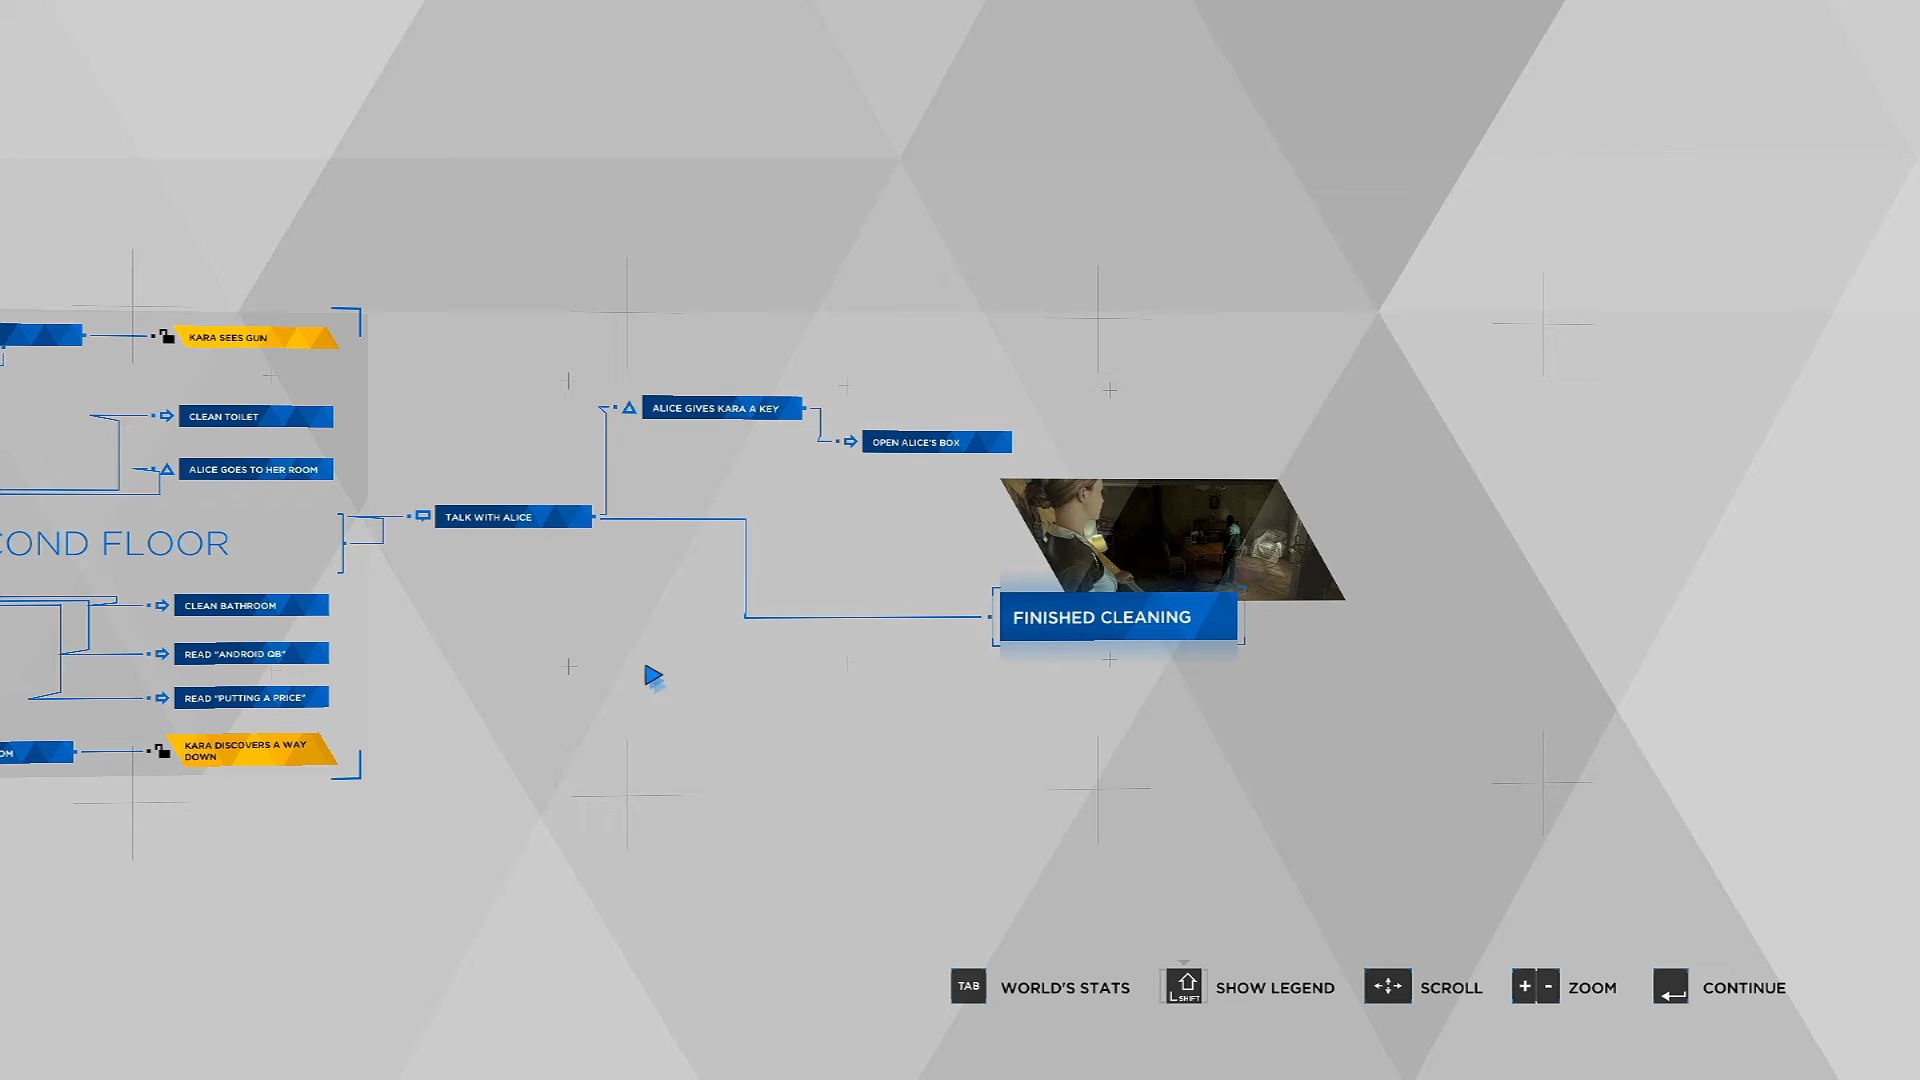 KARA SEES GUN
CLEAN TOILET
ALICE GOES TO HER ROOM
COND FLOOR
CLEAN BATHROOM
READ "ANDROID QB"
READ "PUTTING A PRICE"
OM
KARA DISCOVERS A WAY
DOWN
TALK WITH ALICE
ALICE GIVES KARA A KEY
OPEN ALICE'S BOX
FINISHED CLEANING
TAB WORLD'S STATS
L SHIFT SHOW LEGEND
SCROLL
+ - ZOOM
CONTINUE